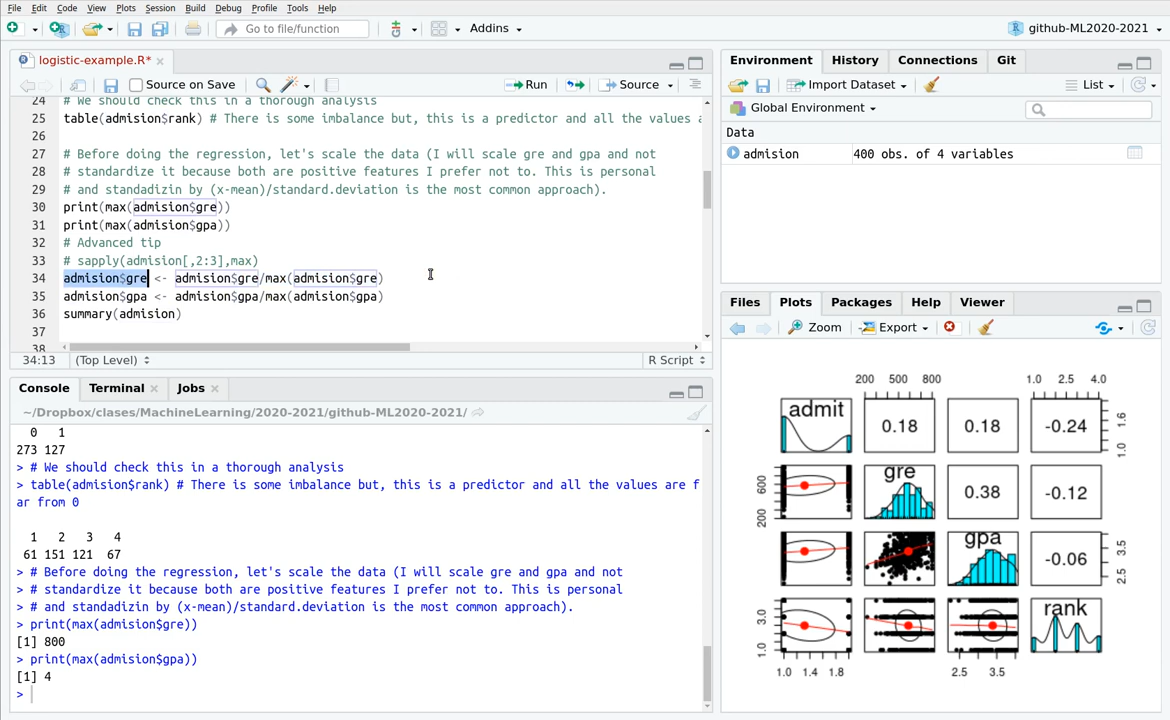 File Edit Code View Plots Session Build Debug Profile Tools Help
Go to file/function Addins github-ML2020-2021
logistic-example.R*
Source on Save Run Source
24 # We should check this in a thorough analysis
25 table(admision$rank) # There is some imbalance but, this is a predictor and all the values a
26
27 # Before doing the regression, let's scale the data (I will scale gre and gpa and not
28 # standardize it because both are positive features I prefer not to. This is personal
29 # and standadizin by (x-mean)/standard.deviation is the most common approach).
30 print(max(admision$gre))
31 print(max(admision$gpa))
32 # Advanced tip
33 # sapply(admision[,2:3],max)
34 admision$gre <- admision$gre/max(admision$gre)
35 admision$gpa <- admision$gpa/max(admision$gpa)
36 summary(admision)
37
38
34:13 (Top Level) R Script
Console Terminal Jobs
~/Dropbox/clases/MachineLearning/2020-2021/github-ML2020-2021/
0 1
273 127
> # We should check this in a thorough analysis
> table(admision$rank) # There is some imbalance but, this is a predictor and all the values are f
ar from 0
1 2 3 4
61 151 121 67
> # Before doing the regression, let's scale the data (I will scale gre and gpa and not
> # standardize it because both are positive features I prefer not to. This is personal
> # and standadizin by (x-mean)/standard.deviation is the most common approach).
> print(max(admision$gre))
[1] 800
> print(max(admision$gpa))
[1] 4
>
Environment History Connections Git
Import Dataset List
Global Environment
Data
admision 400 obs. of 4 variables
Files Plots Packages Help Viewer
Zoom Export
200 500 800 1.0 2.5 4.0
admit 0.18 0.18 -0.24 1.0 1.6
200 600 gre 0.38 -0.12
gpa -0.06 2.5 3.5
1.0 3.0 rank
1.0 1.4 1.8 2.5 3.5